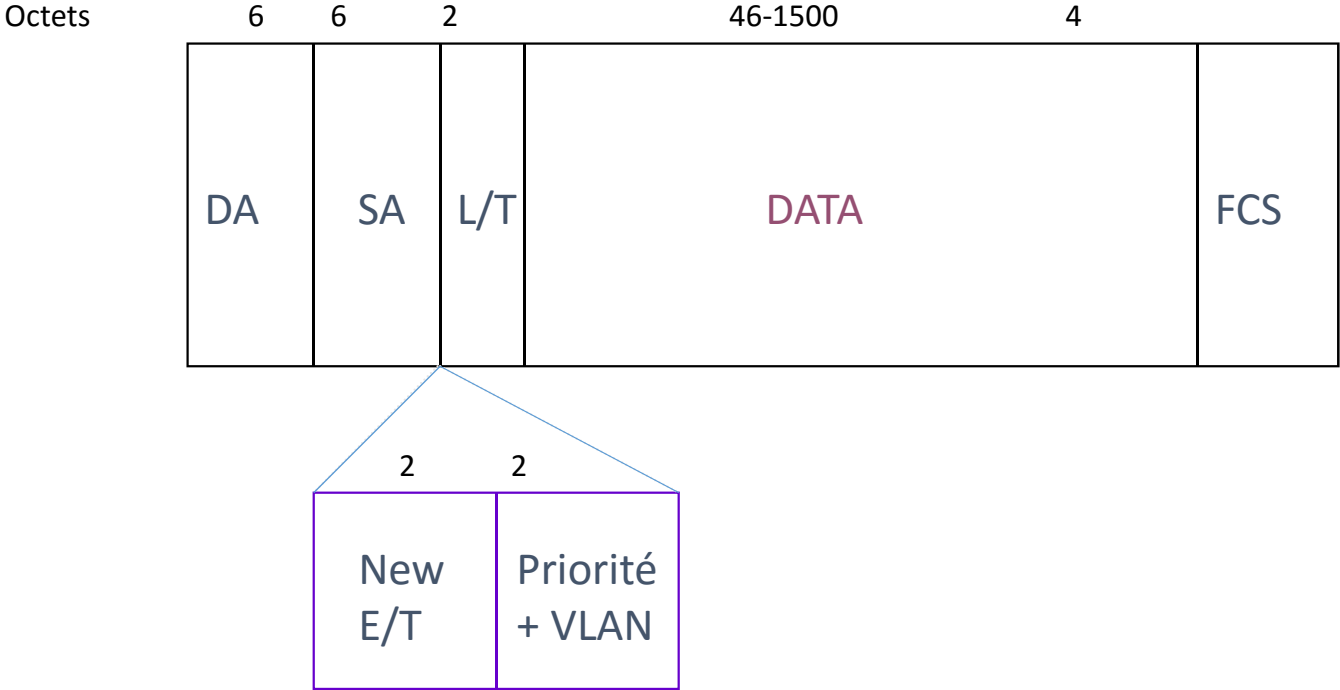 Octets 6 6 2 46-1500 4
DA SA L/T DATA FCS
2 2
New Priorité
E/T + VLAN